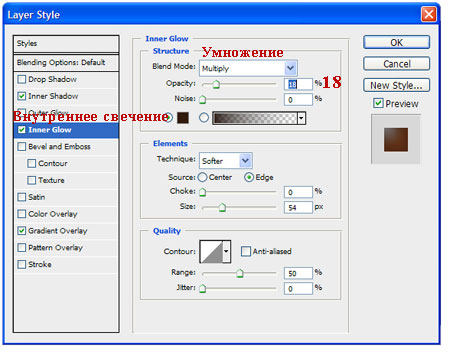 Layer Style
Styles
Blending Options: Default
Drop Shadow
Inner Shadow
Outer Glow
Внутреннее свечение
Inner Glow
Bevel and Emboss
Contour
Texture
Satin
Color Overlay
Gradient Overlay
Pattern Overlay
Stroke
Inner Glow
Structure
Умножение
Blend Mode: Multiply
Opacity: 18 % 18
Noise: 0 %
Elements
Technique: Softer
Source: Center Edge
Choke: 0 %
Size: 54 px
Quality
Contour: Anti-aliased
Range: 50 %
Jitter: 0 %
OK
Cancel
New Style...
Preview